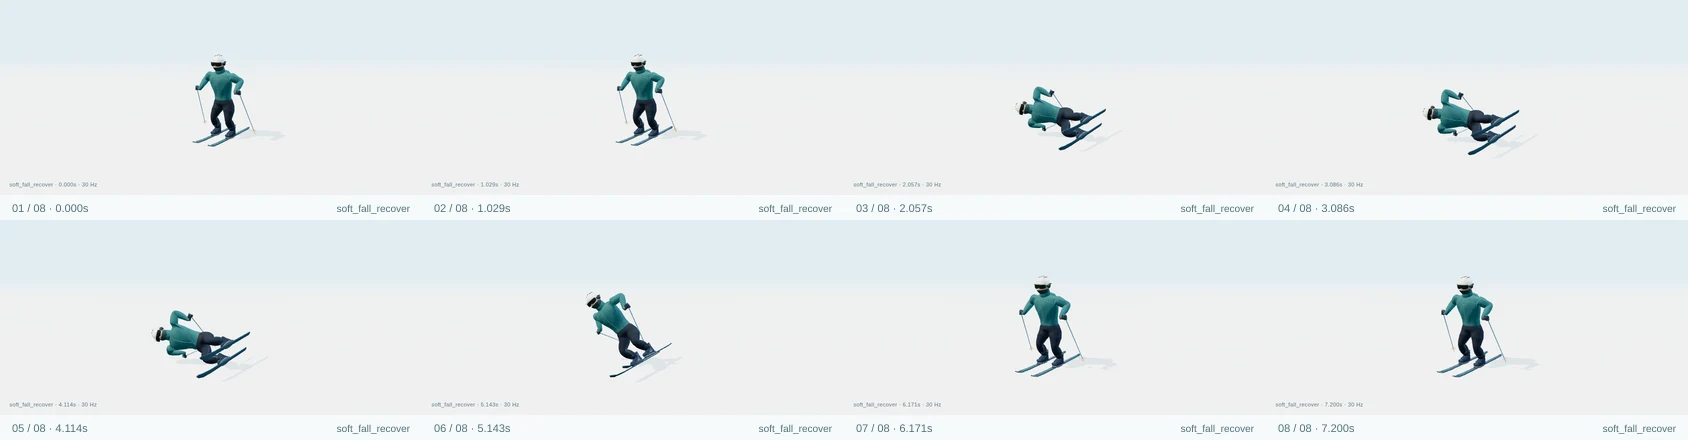 soft_fall_recover · 0.000s · 30 Hz
soft_fall_recover · 1.029s · 30 Hz
soft_fall_recover · 2.057s · 30 Hz
soft_fall_recover · 3.086s · 30 Hz
01 / 08 · 0.000s
soft_fall_recover
02 / 08 · 1.029s
soft_fall_recover
03 / 08 · 2.057s
soft_fall_recover
04 / 08 · 3.086s
soft_fall_recover
soft_fall_recover · 4.114s · 30 Hz
soft_fall_recover · 5.143s · 30 Hz
soft_fall_recover · 6.171s · 30 Hz
soft_fall_recover · 7.200s · 30 Hz
05 / 08 · 4.114s
soft_fall_recover
06 / 08 · 5.143s
soft_fall_recover
07 / 08 · 6.171s
soft_fall_recover
08 / 08 · 7.200s
soft_fall_recover